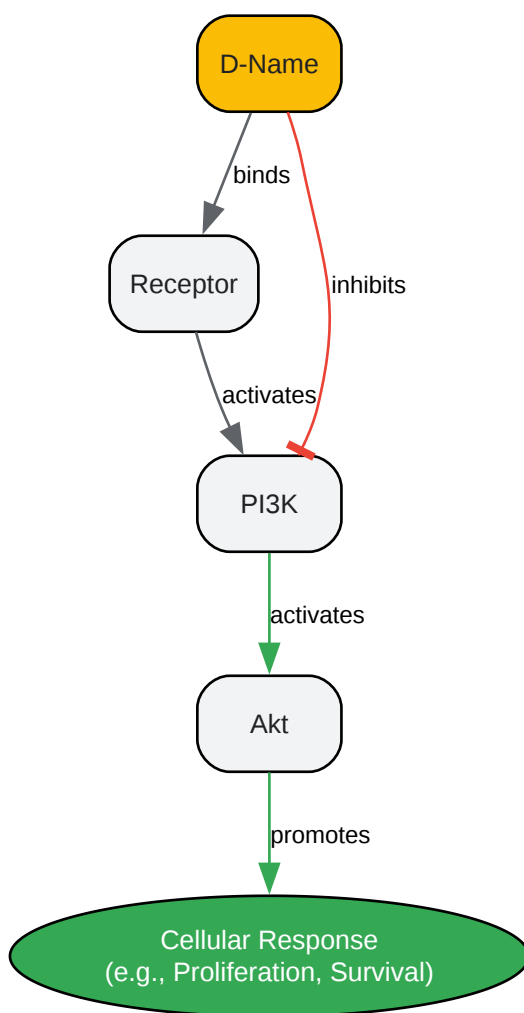 D-Name
binds
Receptor
inhibits
activates
PI3K
activates
Akt
promotes
Cellular Response
(e.g., Proliferation, Survival)